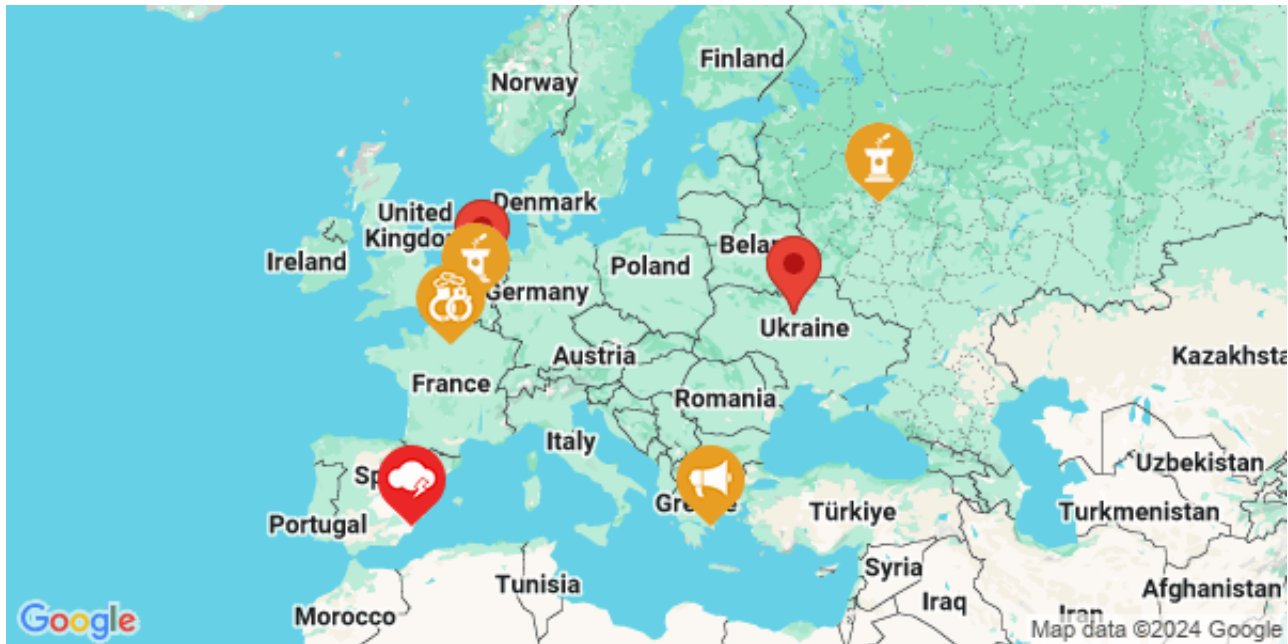 Finland
Norway
Denmark
United
Kingdo
Ireland
Belar
Poland
Germany
Ukraine
Austria
Kazakhsta
France
Romania
Italy
Sp
Uzbekistan
Gre e
Portugal
Türkiye
Turkmenistan
Syria
Tunisia
Afghanistan
Iraq
Iran
Morocco
Google
Map data ©2024 Google